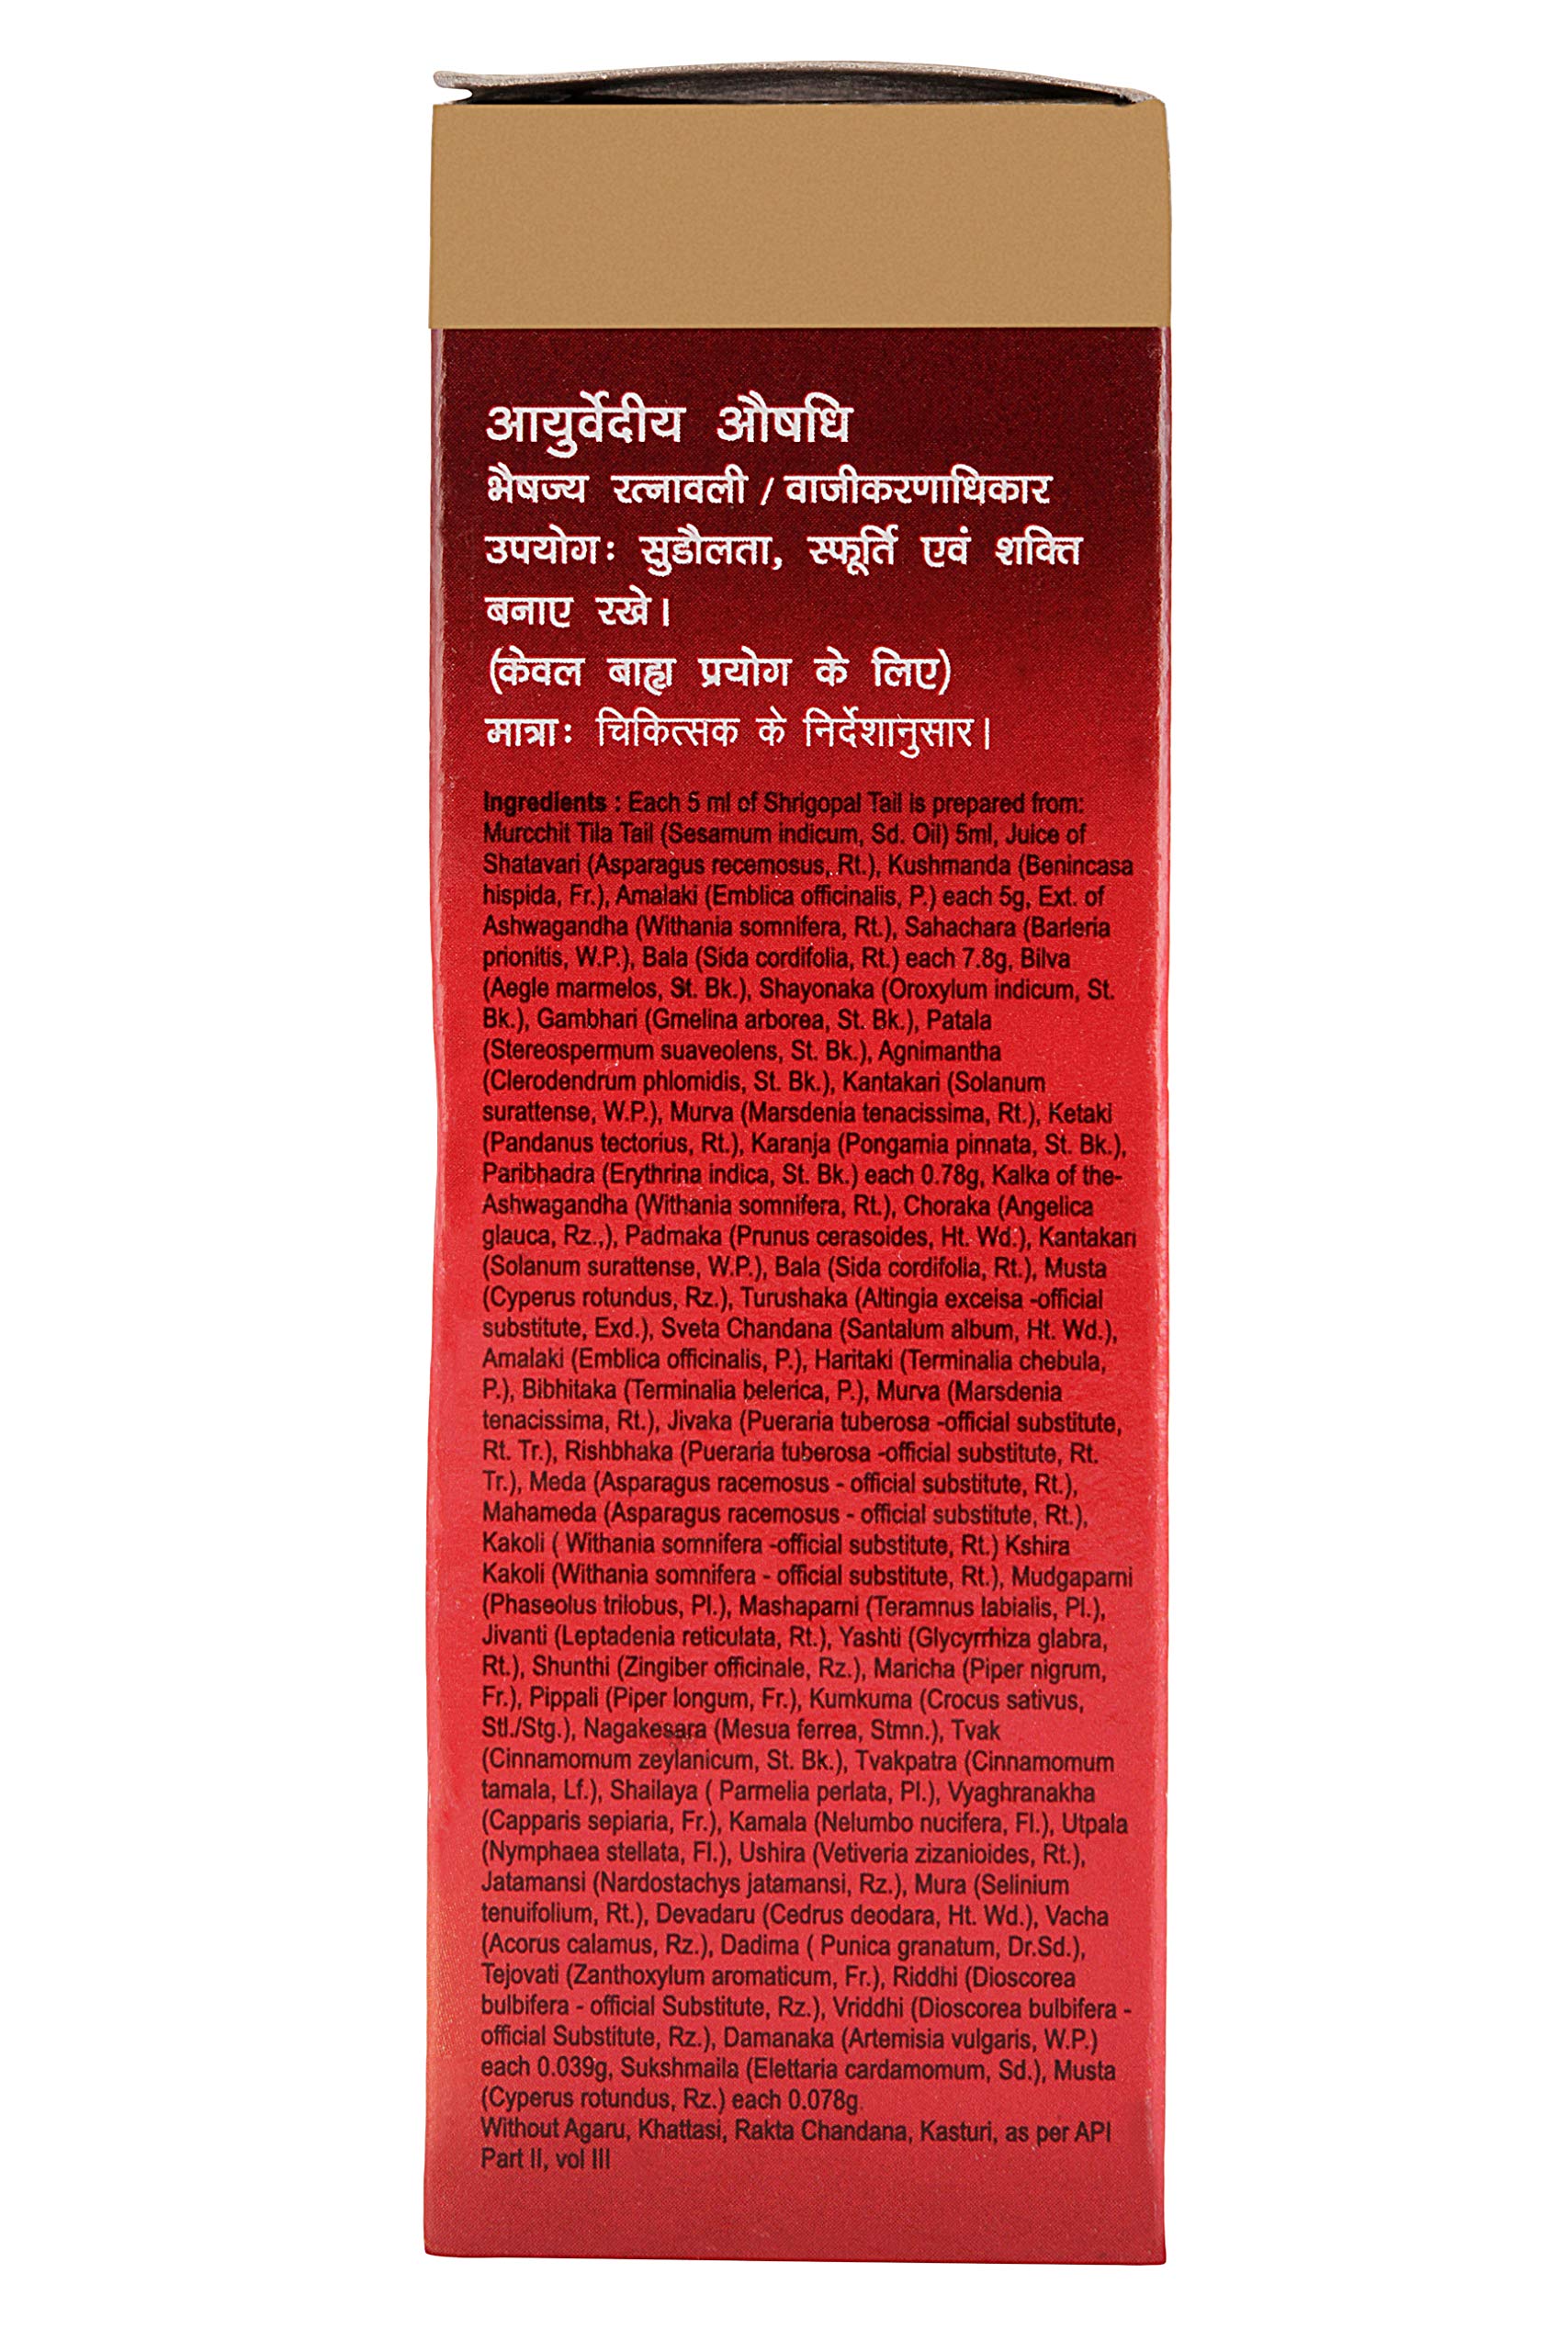 आयुर्वेदीय औषधि
भैषज्य रत्नावली / वाजीकरणाधिकार
उपयोग: सुडौलता, स्फूर्ति एवं शक्ति
बनाए रखे।
(केवल बाह्य प्रयोग के लिए)
मात्रा: चिकित्सक के निर्देशानुसार।
Ingredients : Each 5 ml of Shrigopal Tail is prepared from:
Murcchit Tila Tail (Sesamum indicum, Sd. Oil) 5ml, Juice of
Shatavari (Asparagus recemosus, Rt.), Kushmanda (Benincasa
hispida, Fr.), Amalaki (Emblica officinalis, P.) each 5g, Ext. of
Ashwagandha (Withania somnifera, Rt.), Sahachara (Barleria
prionitis, W.P.), Bala (Sida cordifolia, Rt.) each 7.8g, Bilva
(Aegle marmelos, St. Bk.), Shayonaka (Oroxylum indicum, St.
Bk.), Gambhari (Gmelina arborea, St. Bk.), Patala
(Stereospermum suaveolens, St. Bk.), Agnimantha
(Clerodendrum phlomidis, St. Bk.), Kantakari (Solanum
surattense, W.P.), Murva (Marsdenia tenacissima, Rt.), Ketaki
(Pandanus tectorius, Rt.), Karanja (Pongamia pinnata, St. Bk.),
Paribhadra (Erythrina indica, St. Bk.) each 0.78g, Kalka of the-
Ashwagandha (Withania somnifera, Rt.), Choraka (Angelica
glauca, Rz.,), Padmaka (Prunus cerasoides, Ht. Wd.), Kantakari
(Solanum surattense, W.P.), Bala (Sida cordifolia, Rt.), Musta
(Cyperus rotundus, Rz.), Turushaka (Altingia exceisa -official
substitute, Exd.), Sveta Chandana (Santalum album, Ht. Wd.),
Amalaki (Emblica officinalis, P.), Haritaki (Terminalia chebula,
P.), Bibhitaka (Terminalia belerica, P.), Murva (Marsdenia
tenacissima, Rt.), Jivaka (Pueraria tuberosa -official substitute,
Rt. Tr.), Rishbhaka (Pueraria tuberosa -official substitute, Rt.
Tr.), Meda (Asparagus racemosus - official substitute, Rt.),
Mahameda (Asparagus racemosus - official substitute, Rt.),
Kakoli ( Withania somnifera -official substitute, Rt.) Kshira
Kakoli (Withania somnifera - official substitute, Rt.), Mudgaparni
(Phaseolus trilobus, Pl.), Mashaparni (Teramnus labialis, Pl.),
Jivanti (Leptadenia reticulata, Rt.), Yashti (Glycyrrhiza glabra,
Rt.), Shunthi (Zingiber officinale, Rz.), Maricha (Piper nigrum,
Fr.), Pippali (Piper longum, Fr.), Kumkuma (Crocus sativus,
Stl./Stg.), Nagakesara (Mesua ferrea, Stmn.), Tvak
(Cinnamomum zeylanicum, St. Bk.), Tvakpatra (Cinnamomum
tamala, Lf.), Shailaya ( Parmelia perlata, Pl.), Vyaghranakha
(Capparis sepiaria, Fr.), Kamala (Nelumbo nucifera, Fl.), Utpala
(Nymphaea stellata, Fl.), Ushira (Vetiveria zizanioides, Rt.),
Jatamansi (Nardostachys jatamansi, Rz.), Mura (Selinium
tenuifolium, Rt.), Devadaru (Cedrus deodara, Ht. Wd.), Vacha
(Acorus calamus, Rz.), Dadima ( Punica granatum, Dr.Sd.),
Tejovati (Zanthoxylum aromaticum, Fr.), Riddhi (Dioscorea
bulbifera - official Substitute, Rz.), Vriddhi (Dioscorea bulbifera -
official Substitute, Rz.), Damanaka (Artemisia vulgaris, W.P.)
each 0.039g, Sukshmaila (Elettaria cardamomum, Sd.), Musta
(Cyperus rotundus, Rz.) each 0.078g.
Without Agaru, Khattasi, Rakta Chandana, Kasturi, as per API
Part II, vol III